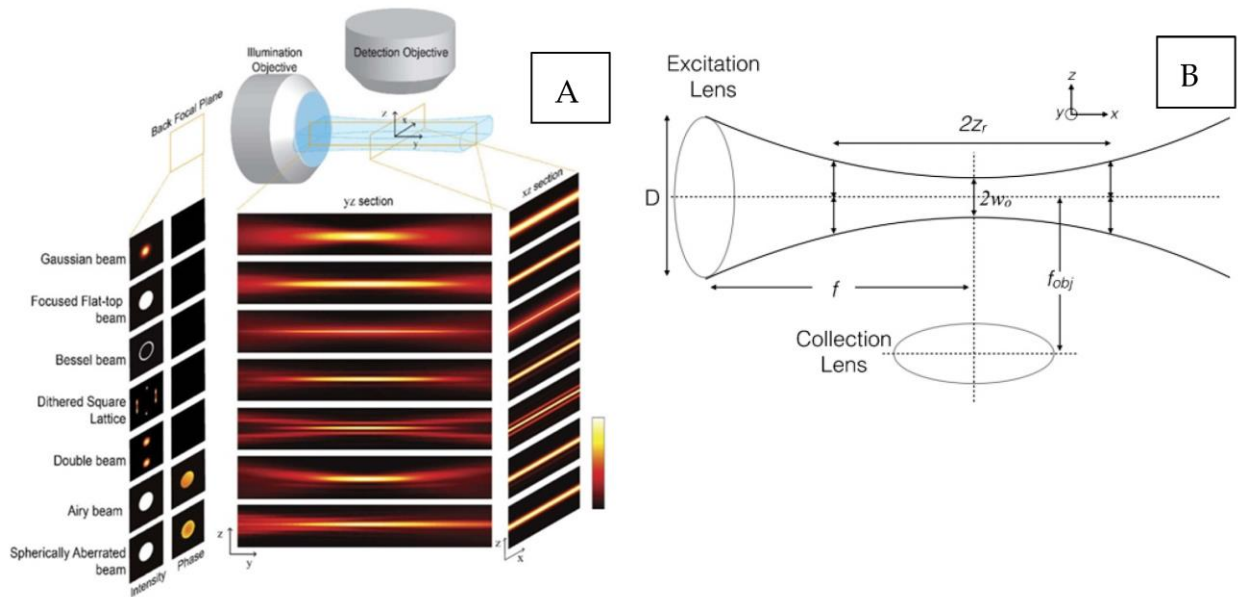 Illumination
Objective
Detection Objective
A
Back Focal Plane
z
x
y
yz section
xz section
Gaussian beam
Focused Flat-top
beam
Bessel beam
Dithered Square
Lattice
Double beam
Airy beam
Spherically Aberrated
beam
Intensity
Phase
z
y
z
x
B
Excitation
Lens
z
y
x
2zr
D
2wo
f
fobj
Collection
Lens